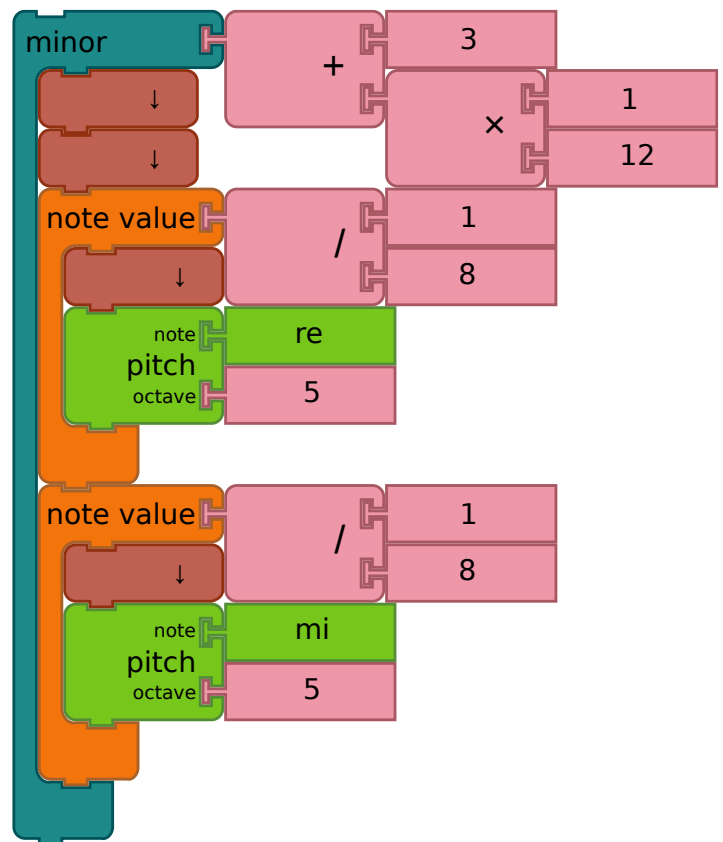 minor + 3
× 1
12
↓
↓
note value / 1
8
↓
note re
pitch
octave 5
note value / 1
8
↓
note mi
pitch
octave 5